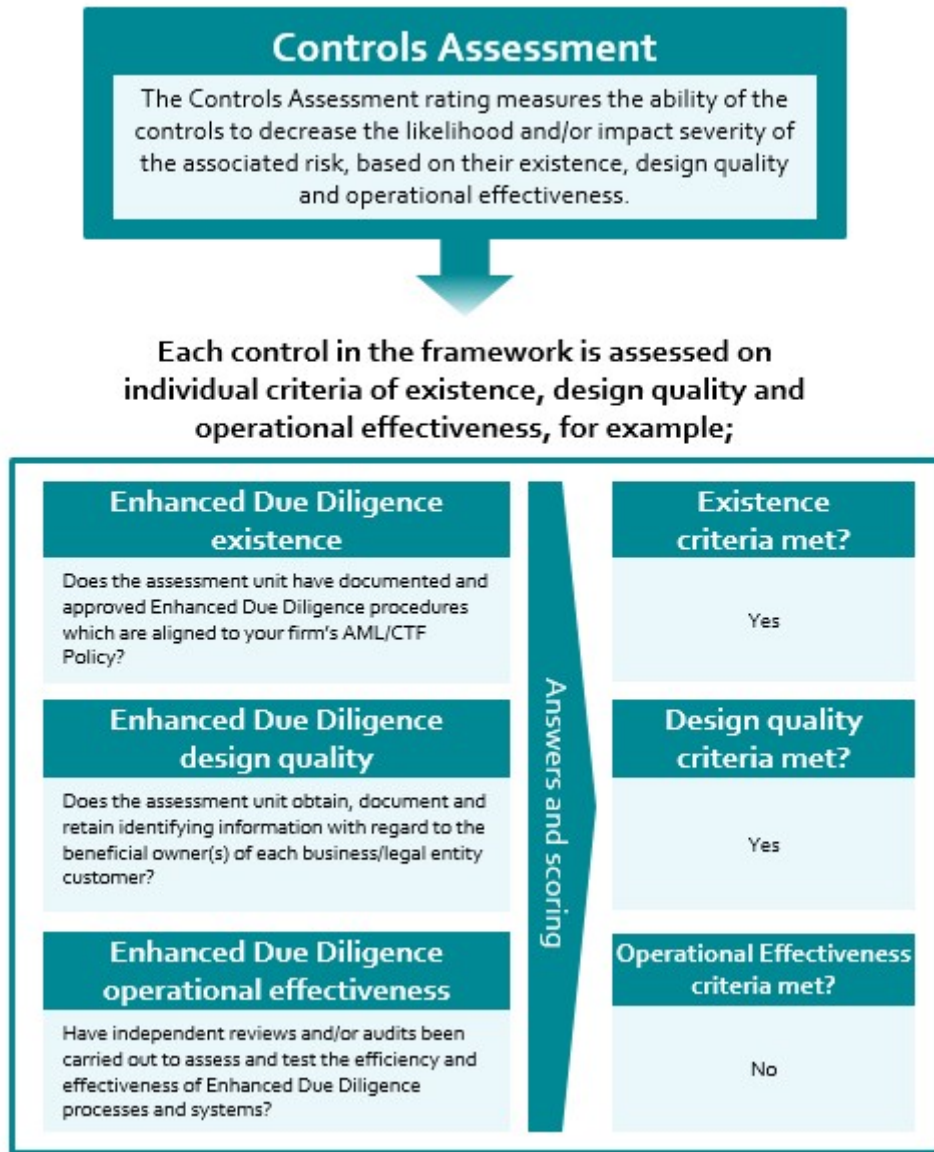 Controls Assessment
The Controls Assessment rating measures the ability of the
controls to decrease the likelihood and/or impact severity of
the associated risk, based on their existence, design quality
and operational effectiveness.
Each control in the framework is assessed on
individual criteria of existence, design quality and
operational effectiveness, for example;
Enhanced Due Diligence
existence
Does the assessment unit have documented and
approved Enhanced Due Diligence procedures
which are aligned to your firm's AML/CTF
Policy?
Enhanced Due Diligence
design quality
Does the assessment unit obtain, document and
retain identifying information with regard to the
beneficial owner(s) of each business/legal entity
customer?
Enhanced Due Diligence
operational effectiveness
Have independent reviews and/or audits been
carried out to assess and test the efficiency and
effectiveness of Enhanced Due Diligence
processes and systems?
Answers and scoring
Existence
criteria met?
Yes
Design quality
criteria met?
Yes
Operational Effectiveness
criteria met?
No